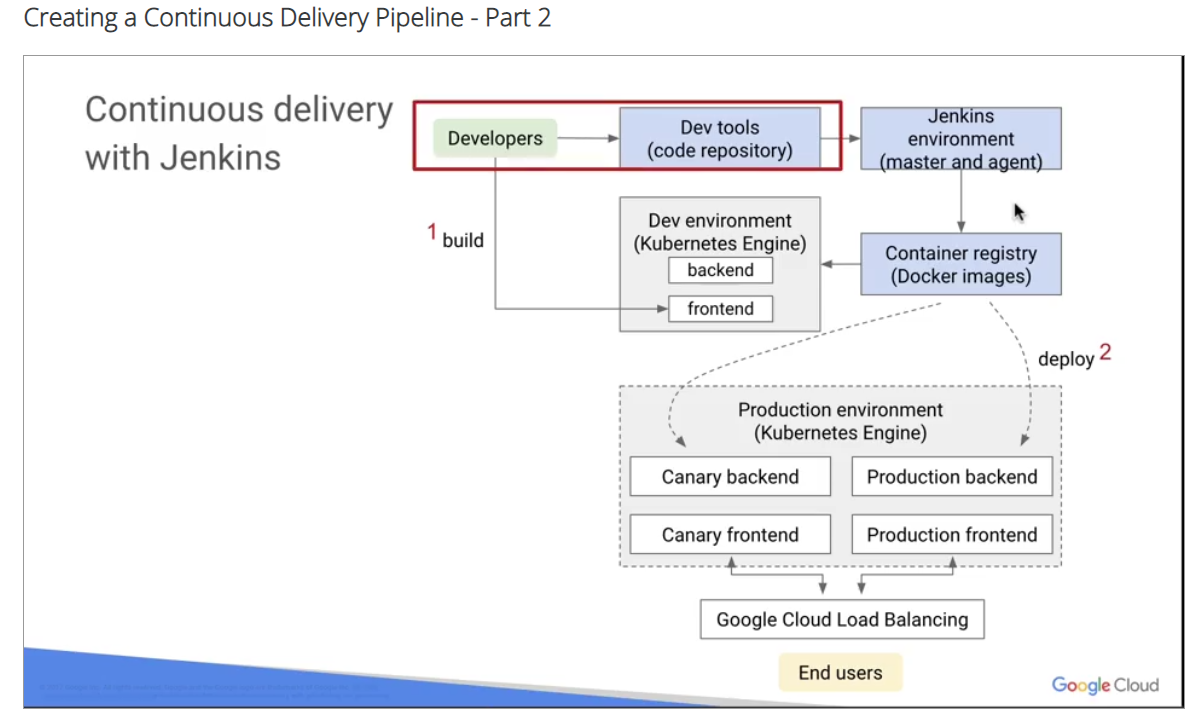 Creating a Continuous Delivery Pipeline - Part 2
Continuous delivery
with Jenkins
Developers
Dev tools
(code repository)
Jenkins
environment
(master and agent)
1 build
Dev environment
(Kubernetes Engine)
backend
frontend
Container registry
(Docker images)
deploy 2
Production environment
(Kubernetes Engine)
Canary backend
Production backend
Canary frontend
Production frontend
Google Cloud Load Balancing
End users
Google Cloud